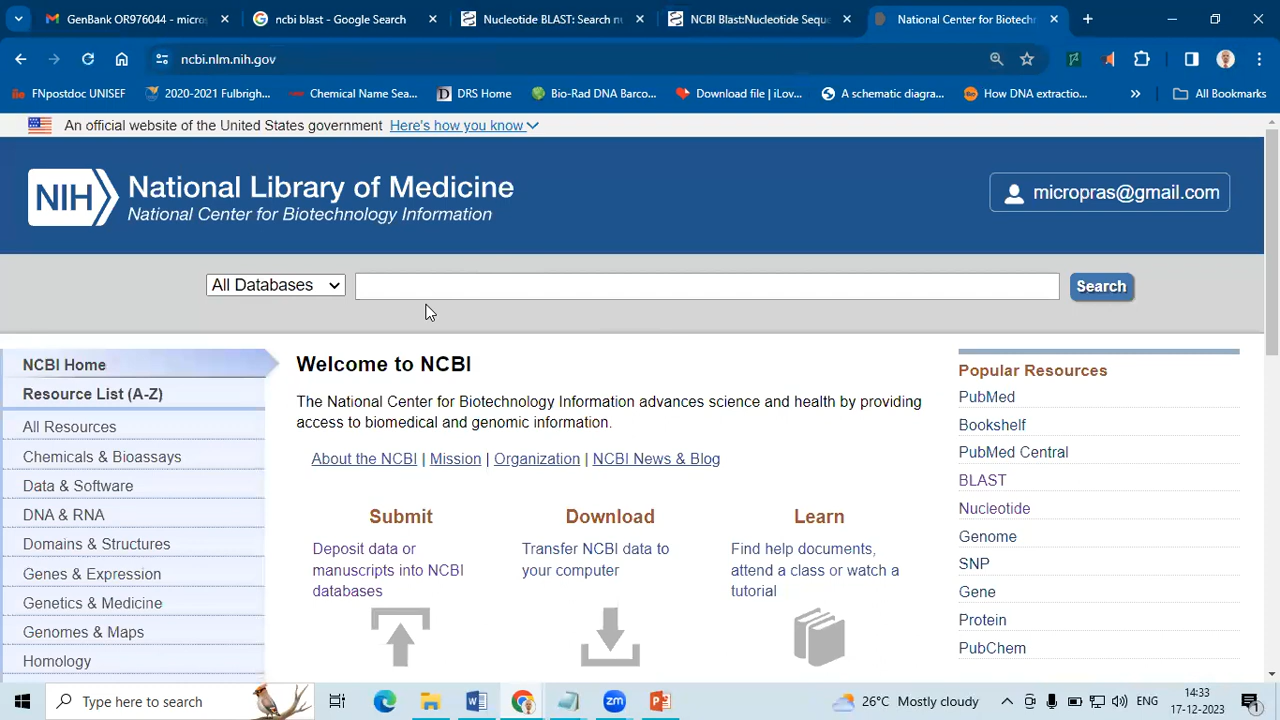 GenBank OR976044 - micros
ncbi blast - Google Search
Nucleotide BLAST: Search nu
NCBI Blast:Nucleotide Seque
National Center for Biotechn
ncbi.nlm.nih.gov
FNpostdoc UNISEF
2020-2021 Fulbrigh...
Chemical Name Sea...
DRS Home
Bio-Rad DNA Barco...
Download file | iLov...
A schematic diagra...
How DNA extractio...
All Bookmarks
An official website of the United States government Here's how you know
NIH National Library of Medicine
National Center for Biotechnology Information
micropras@gmail.com
All Databases
Search
NCBI Home
Resource List (A-Z)
All Resources
Chemicals & Bioassays
Data & Software
DNA & RNA
Domains & Structures
Genes & Expression
Genetics & Medicine
Genomes & Maps
Homology
Welcome to NCBI
The National Center for Biotechnology Information advances science and health by providing
access to biomedical and genomic information.
About the NCBI | Mission | Organization | NCBI News & Blog
Submit
Deposit data or
manuscripts into NCBI
databases
Download
Transfer NCBI data to
your computer
Learn
Find help documents,
attend a class or watch a
tutorial
Popular Resources
PubMed
Bookshelf
PubMed Central
BLAST
Nucleotide
Genome
SNP
Gene
Protein
PubChem
Type here to search
zm
26°C Mostly cloudy
ENG
14:33
17-12-2023